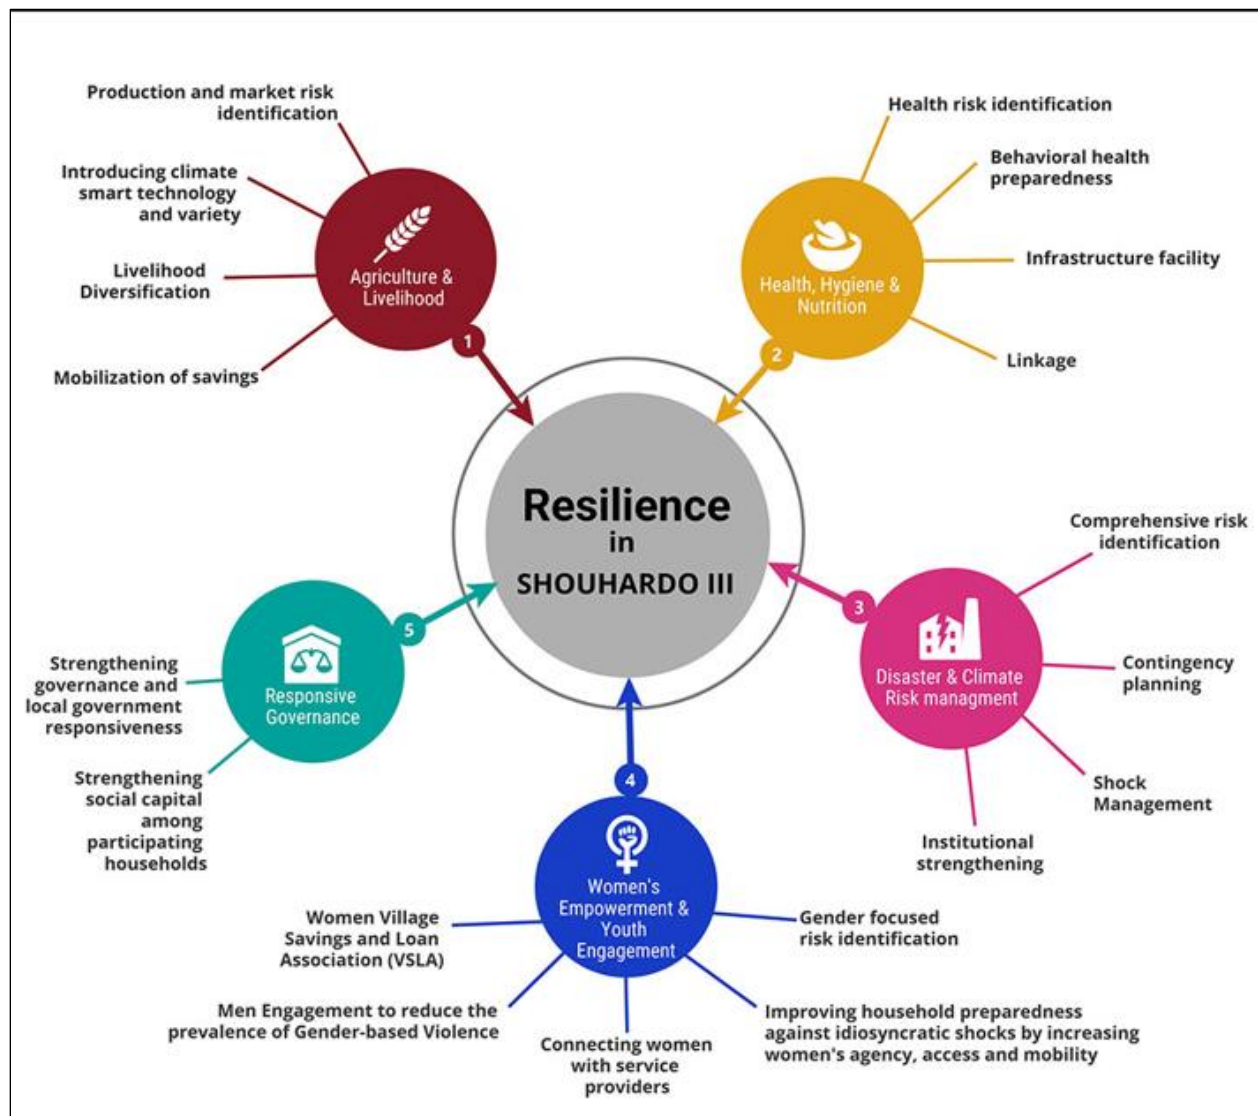 Production and market risk
identification
Introducing climate
smart technology
and variety
Livelihood
Diversification
Mobilization of savings
Agriculture &
Livelihood
1
Health risk identification
Behavioral health
preparedness
Infrastructure facility
Linkage
Health, Hygiene &
Nutrition
2
Resilience
in
SHOUHARDO III
Comprehensive risk
identification
Contingency
planning
Shock
Management
Institutional
strengthening
Disaster & Climate
Risk managment
3
4
Women's
Empowerment &
Youth
Engagement
Gender focused
risk identification
Improving household preparedness
against idiosyncratic shocks by increasing
women's agency, access and mobility
Connecting women
with service
providers
Men Engagement to reduce the
prevalence of Gender-based Violence
Women Village
Savings and Loan
Association (VSLA)
5
Responsive
Governance
Strengthening
governance and
local government
responsiveness
Strengthening
social capital
among
participating
households